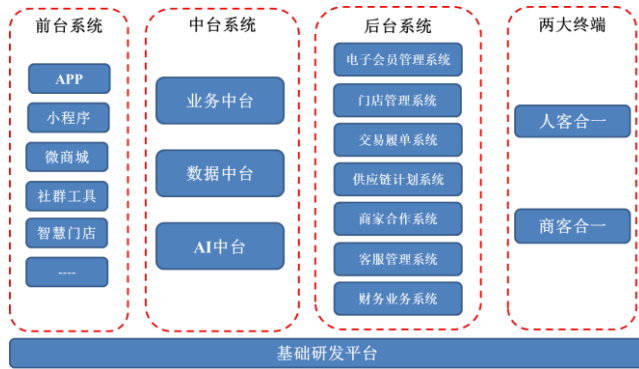 前台系统
APP
小程序
微商城
社群工具
智慧门店
----
中台系统
业务中台
数据中台
AI中台
后台系统
电子会员管理系统
门店管理系统
交易履单系统
供应链计划系统
商家合作系统
客服管理系统
财务业务系统
两大终端
人客合一
商客合一
基础研发平台